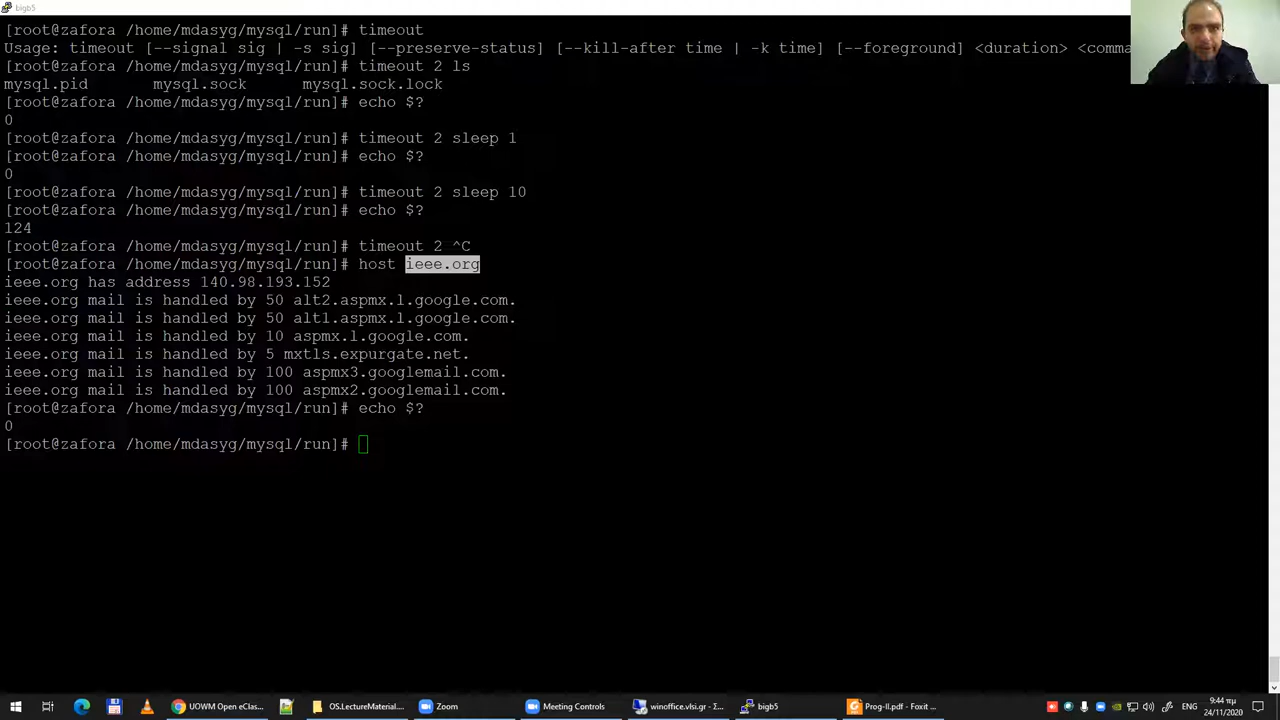 bigb5
[root@zafora /home/mdasyg/mysql/run]# timeout
Usage: timeout [--signal sig | -s sig] [--preserve-status] [--kill-after time | -k time] [--foreground] <duration> <comma
[root@zafora /home/mdasyg/mysql/run]# timeout 2 ls
mysql.pid mysql.sock mysql.sock.lock
[root@zafora /home/mdasyg/mysql/run]# echo $?
0
[root@zafora /home/mdasyg/mysql/run]# timeout 2 sleep 1
[root@zafora /home/mdasyg/mysql/run]# echo $?
0
[root@zafora /home/mdasyg/mysql/run]# timeout 2 sleep 10
[root@zafora /home/mdasyg/mysql/run]# echo $?
124
[root@zafora /home/mdasyg/mysql/run]# timeout 2 ^C
[root@zafora /home/mdasyg/mysql/run]# host ieee.org
ieee.org has address 140.98.193.152
ieee.org mail is handled by 50 alt2.aspmx.l.google.com.
ieee.org mail is handled by 50 alt1.aspmx.l.google.com.
ieee.org mail is handled by 10 aspmx.l.google.com.
ieee.org mail is handled by 5 mxtls.expurgate.net.
ieee.org mail is handled by 100 aspmx3.googlemail.com.
ieee.org mail is handled by 100 aspmx2.googlemail.com.
[root@zafora /home/mdasyg/mysql/run]# echo $?
0
[root@zafora /home/mdasyg/mysql/run]#
UOWM Open eClass... OS.LectureMaterial... Zoom Meeting Controls winoffice.vlsi.gr - ... bigb5 Prog-II.pdf - Foxit ... ENG 9:44 πμ
24/11/2020